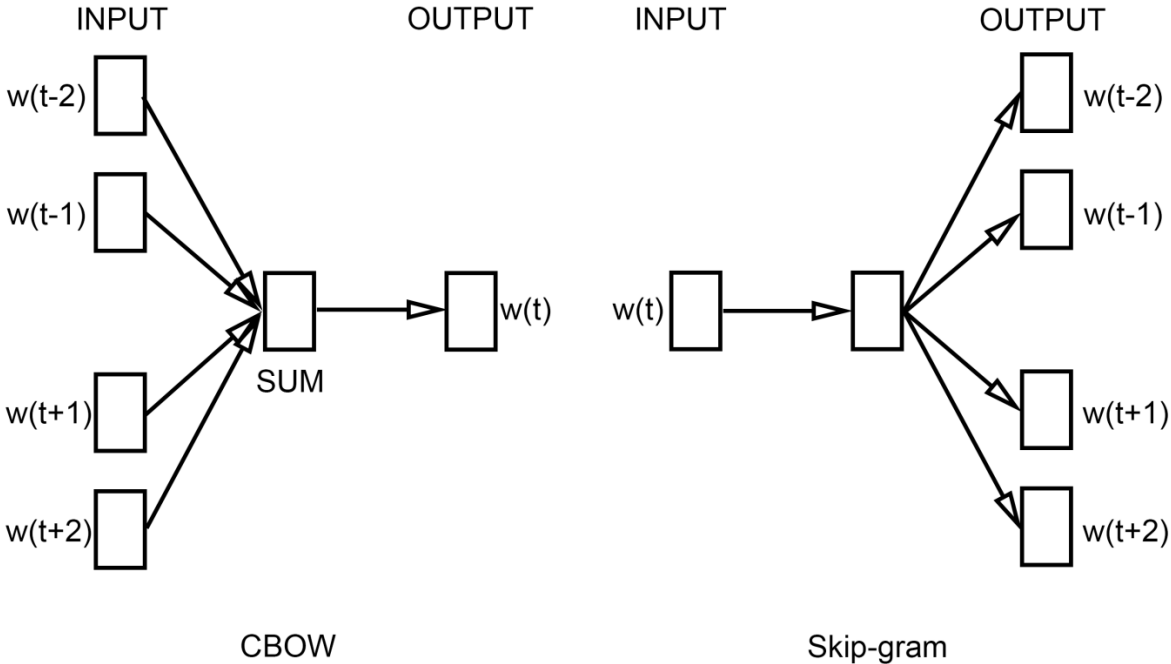 INPUT OUTPUT INPUT OUTPUT
w(t-2) w(t-2)
w(t-1) w(t-1)
w(t) w(t)
SUM
w(t+1) w(t+1)
w(t+2) w(t+2)
CBOW Skip-gram